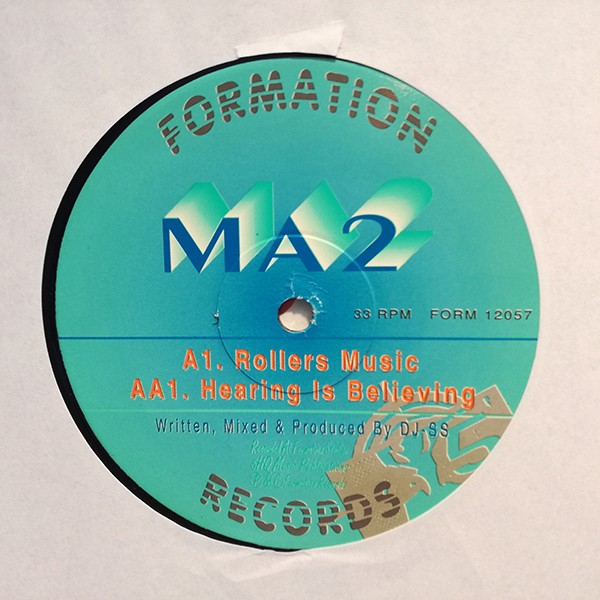 FORMATION
MA2
33 RPM FORM 12057
A1. Rollers Music
AA1. Hearing Is Believing
Written, Mixed & Produced By DJ-SS
RECORDS